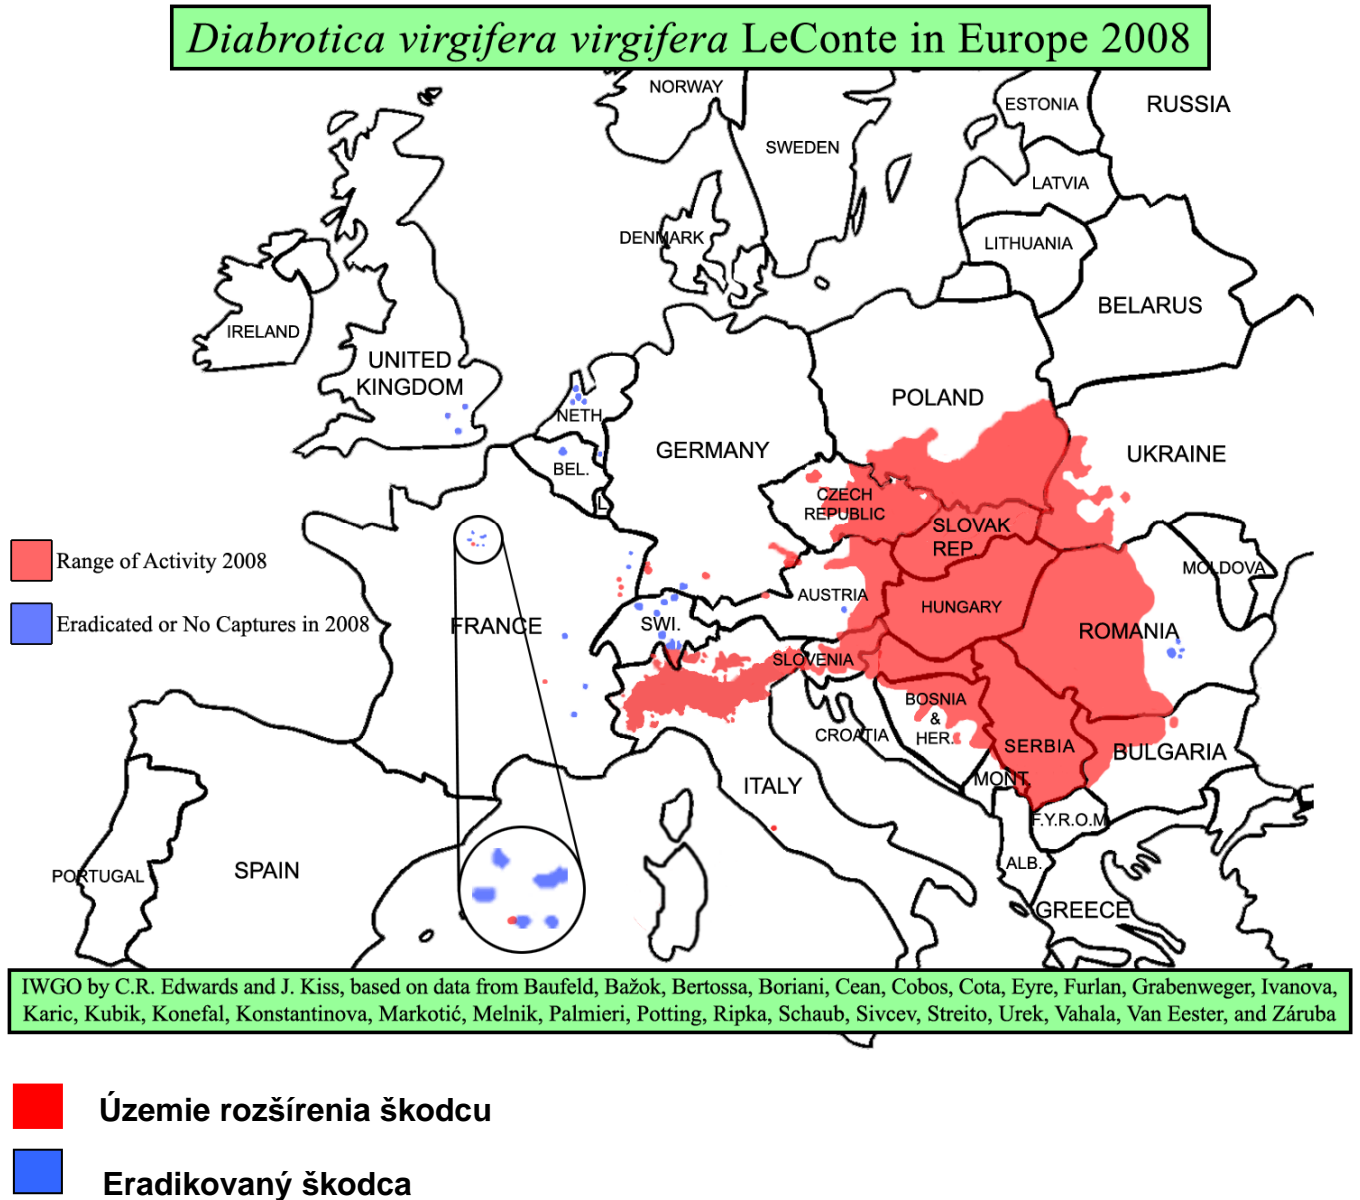 Diabrotica virgifera virgifera LeConte in Europe 2008
NORWAY
ESTONIA
RUSSIA
SWEDEN
LATVIA
DENMARK
LITHUANIA
BELARUS
IRELAND
UNITED
KINGDOM
NETH.
POLAND
GERMANY
UKRAINE
BEL.
L
CZECH
REPUBLIC
SLOVAK
REP.
Range of Activity 2008
MOLDOVA
AUSTRIA
HUNGARY
Eradicated or No Captures in 2008
FRANCE
SWI.
ROMANIA
SLOVENIA
BOSNIA
&
HER.
CROATIA
SERBIA
BULGARIA
MONT.
ITALY
F.Y.R.O.M
ALB.
PORTUGAL
SPAIN
GREECE
IWGO by C.R. Edwards and J. Kiss, based on data from Baufeld, Bažok, Bertossa, Boriani, Cean, Cobos, Cota, Eyre, Furlan, Grabenweger, Ivanova,
Karic, Kubik, Konefal, Konstantinova, Markotić, Melnik, Palmieri, Potting, Ripka, Schaub, Sivcev, Streito, Urek, Vahala, Van Eester, and Záruba
Územie rozšírenia škodcu
Eradikovaný škodca